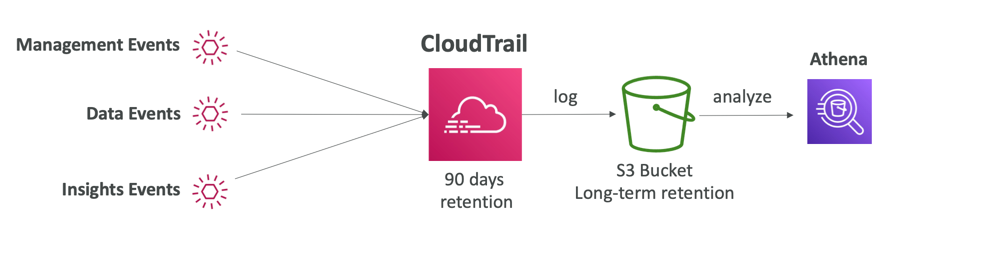 Management Events
Data Events
Insights Events
CloudTrail
90 days
retention
log
S3 Bucket
Long-term retention
analyze
Athena